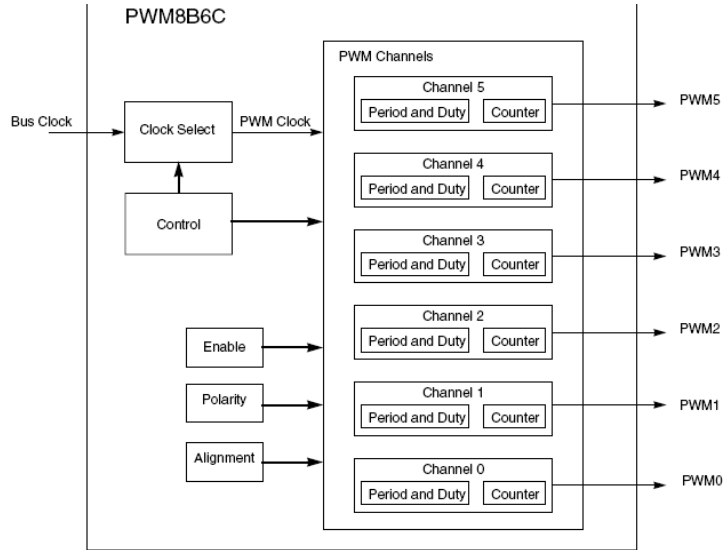 PWM8B6C
PWM Channels
Bus Clock
Clock Select
PWM Clock
Control
Enable
Polarity
Alignment
Channel 5
Period and Duty Counter
PWM5
Channel 4
Period and Duty Counter
PWM4
Channel 3
Period and Duty Counter
PWM3
Channel 2
Period and Duty Counter
PWM2
Channel 1
Period and Duty Counter
PWM1
Channel 0
Period and Duty Counter
PWM0